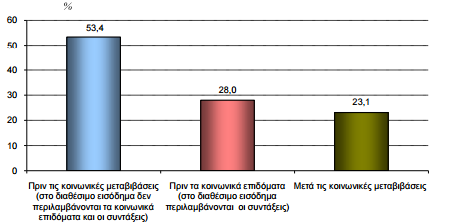 %
60
50
40
30
20
10
0
53,4
28,0
23,1
Πριν τις κοινωνικές μεταβιβάσεις
(στο διαθέσιμο εισόδημα δεν
περιλαμβάνονται τα κοινωνικά
επιδόματα και οι συντάξεις)
Πριν τα κοινωνικά επιδόματα
(στο διαθέσιμο εισόδημα
περιλαμβάνονται οι συντάξεις)
Μετά τις κοινωνικές μεταβιβάσεις